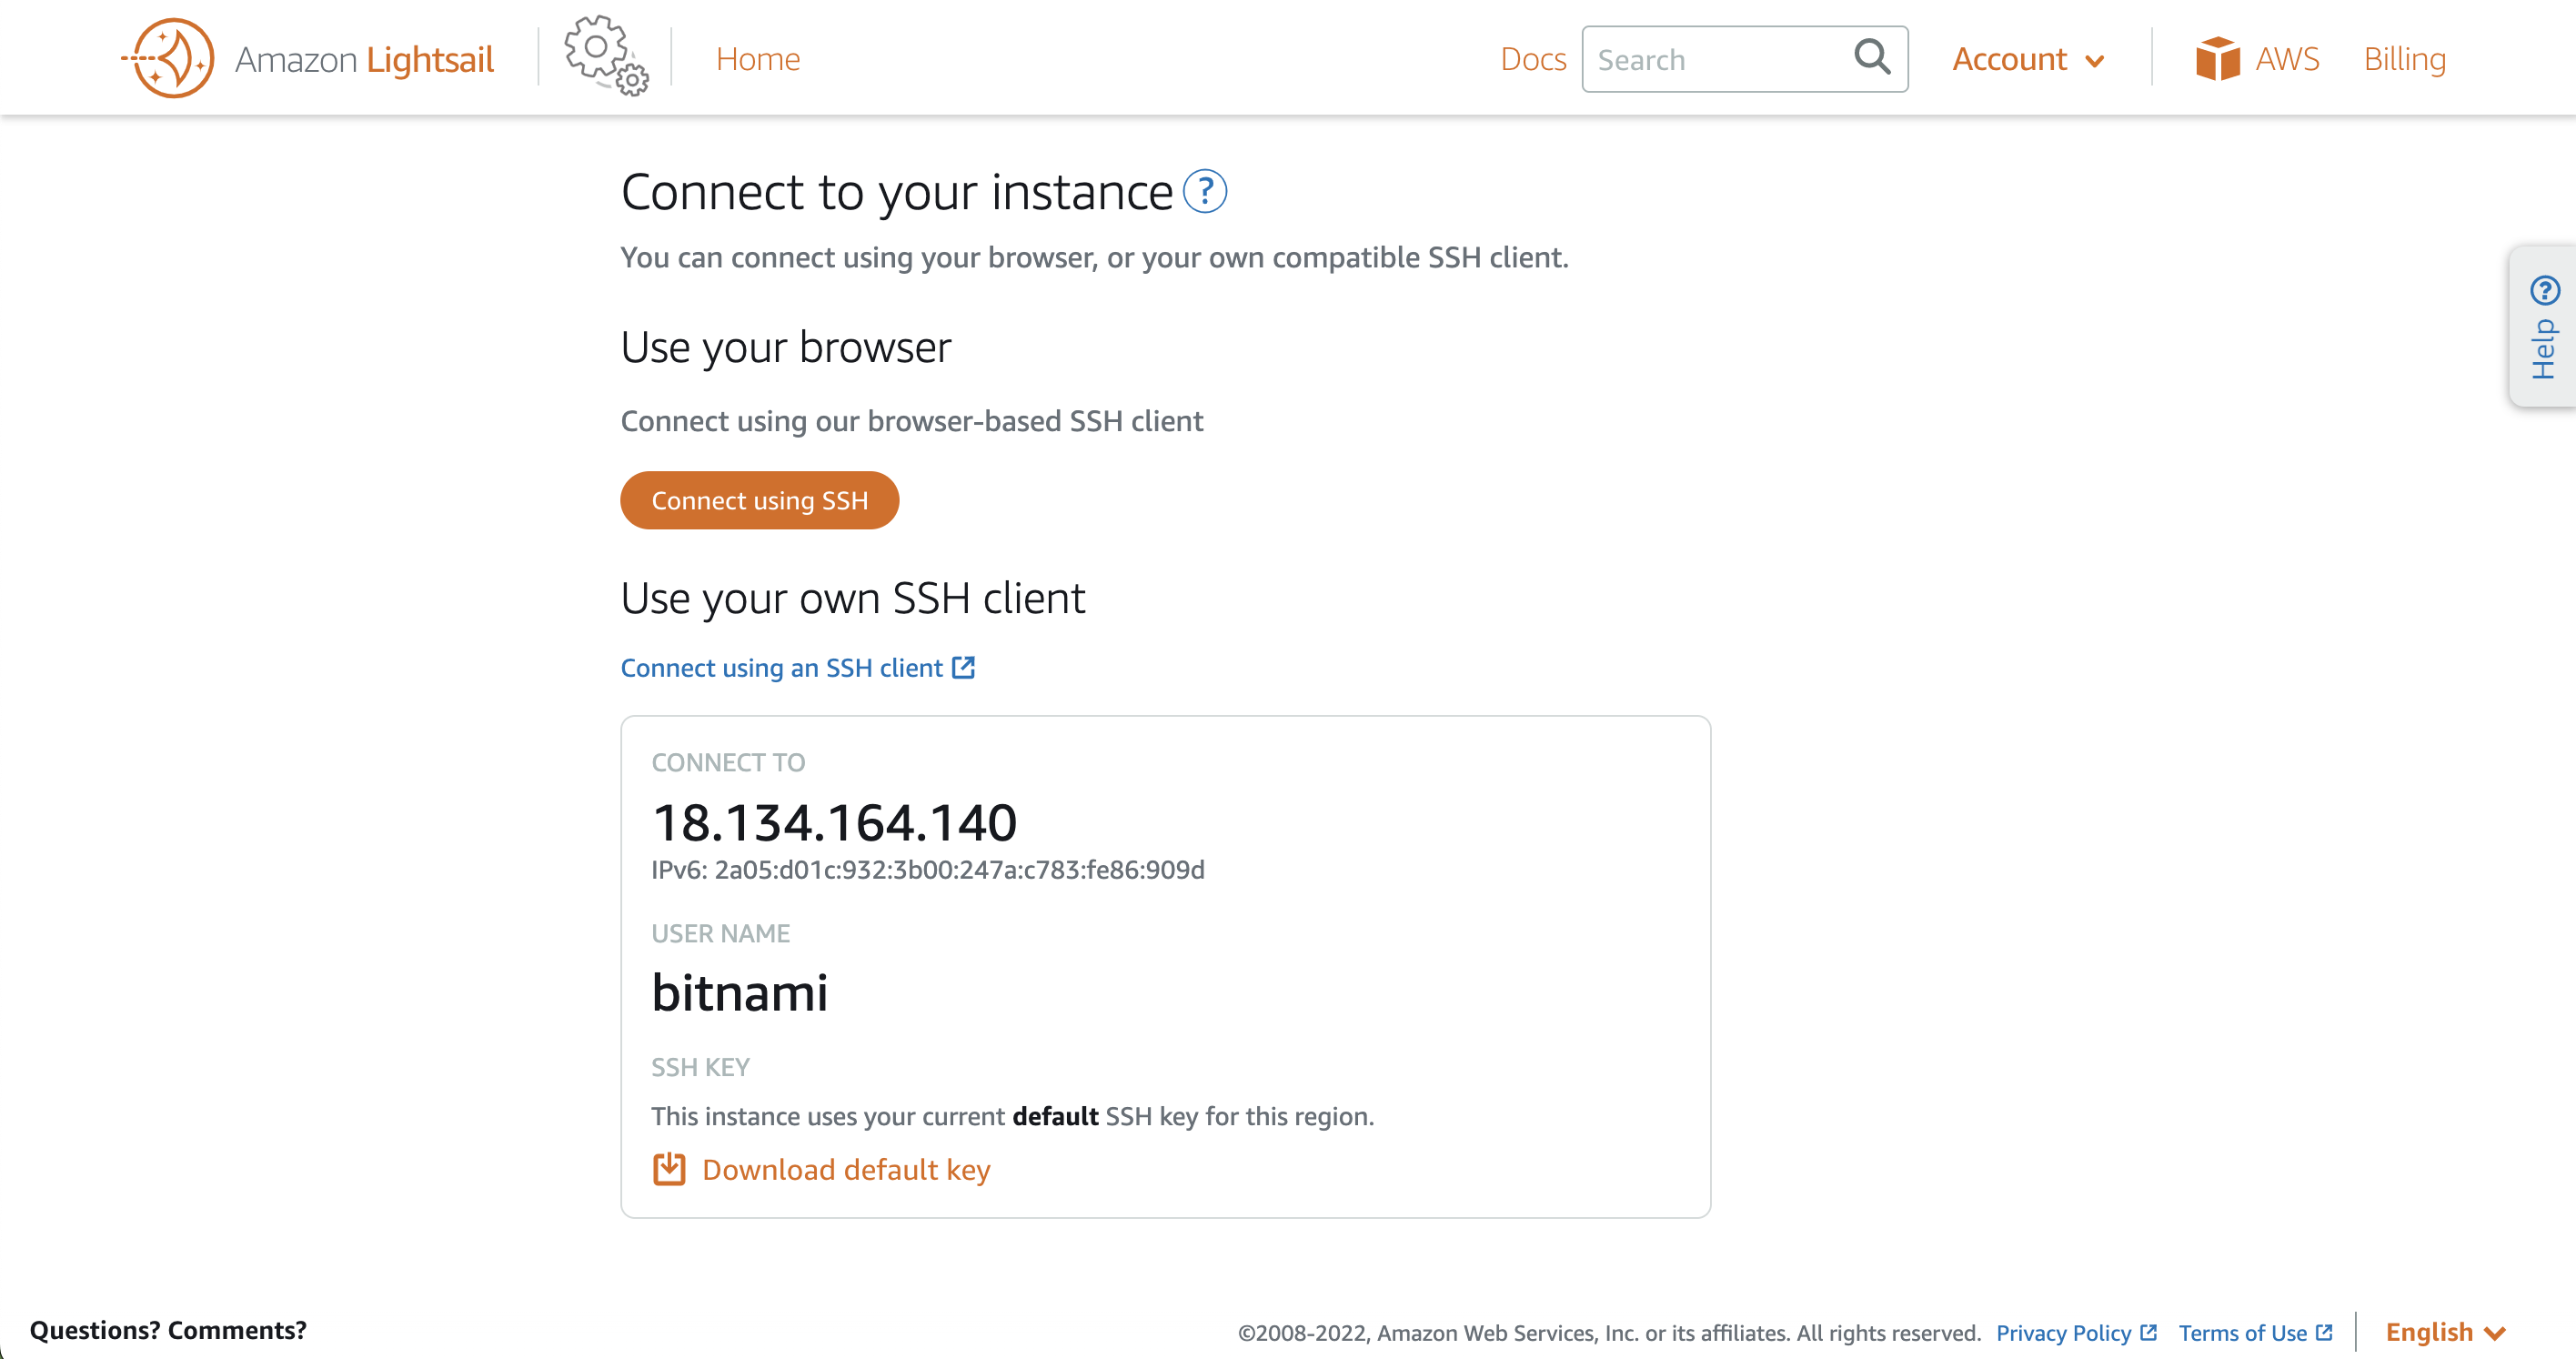 Amazon Lightsail
Home
Docs
Search
Account
AWS
Billing
Connect to your instance ?
You can connect using your browser, or your own compatible SSH client.
? Help
Use your browser
Connect using our browser-based SSH client
Connect using SSH
Use your own SSH client
Connect using an SSH client
CONNECT TO
18.134.164.140
IPv6: 2a05:d01c:932:3b00:247a:c783:fe86:909d
USER NAME
bitnami
SSH KEY
This instance uses your current default SSH key for this region.
Download default key
Questions? Comments?
©2008-2022, Amazon Web Services, Inc. or its affiliates. All rights reserved.
Privacy Policy
Terms of Use
English